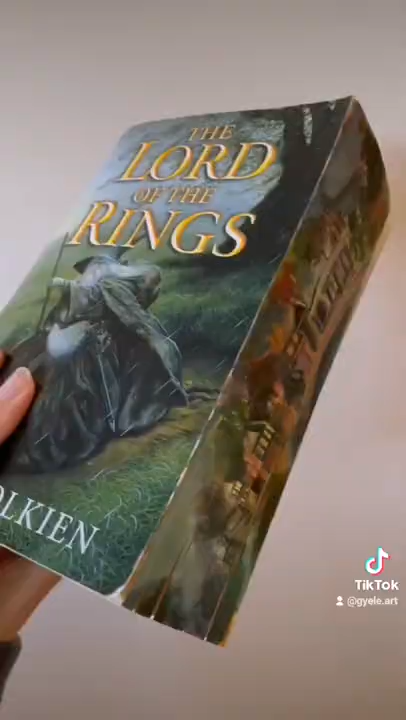 THE
LORD
OF THE
RINGS
OLKIEN
TikTok
@gyele.art